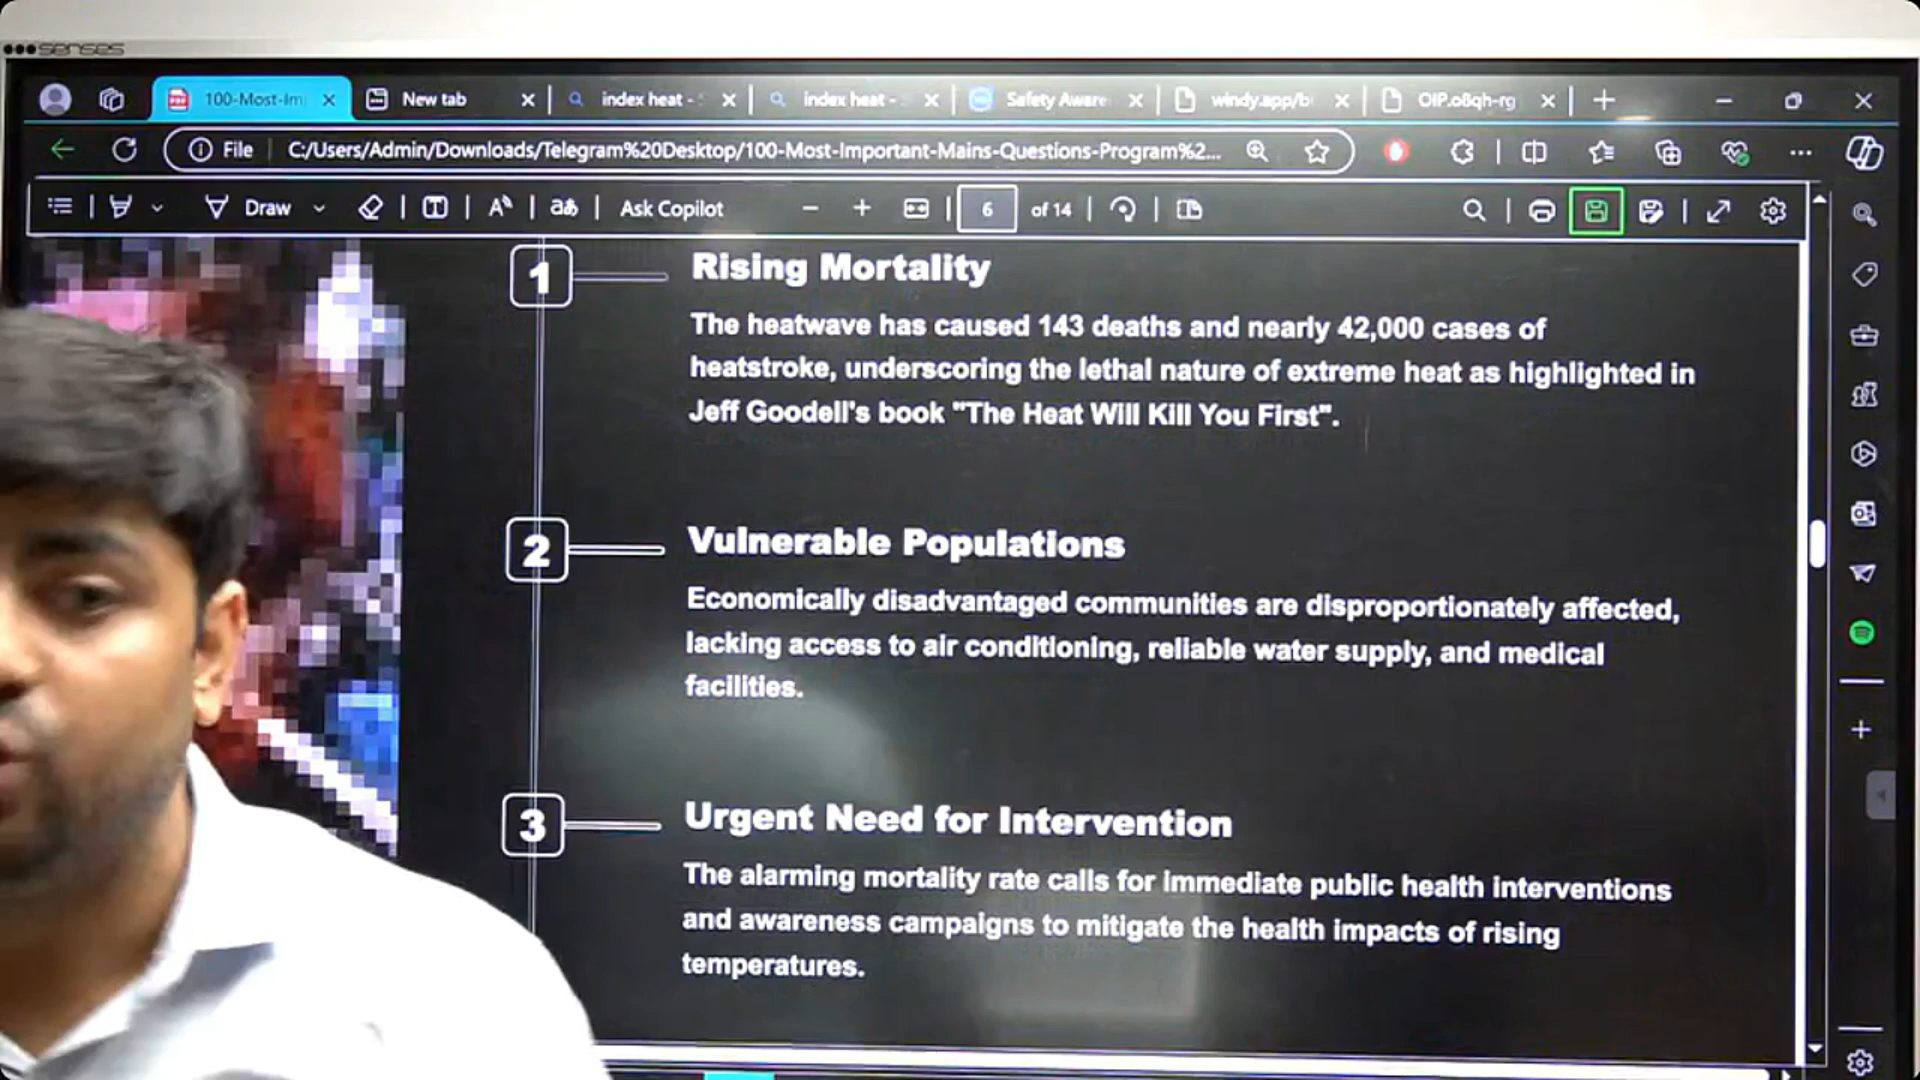 senses
100-Most-Im
New tab
index heat -
index heat -
Safety Aware
windy.app/b
OIP.o8qh-rg
File
C:/Users/Admin/Downloads/Telegram%20Desktop/100-Most-Important-Mains-Questions-Program%2...
Draw
aあ
Ask Copilot
6
of 14
1
Rising Mortality
The heatwave has caused 143 deaths and nearly 42,000 cases of
heatstroke, underscoring the lethal nature of extreme heat as highlighted in
Jeff Goodell's book "The Heat Will Kill You First".
2
Vulnerable Populations
Economically disadvantaged communities are disproportionately affected,
lacking access to air conditioning, reliable water supply, and medical
facilities.
3
Urgent Need for Intervention
The alarming mortality rate calls for immediate public health interventions
and awareness campaigns to mitigate the health impacts of rising
temperatures.